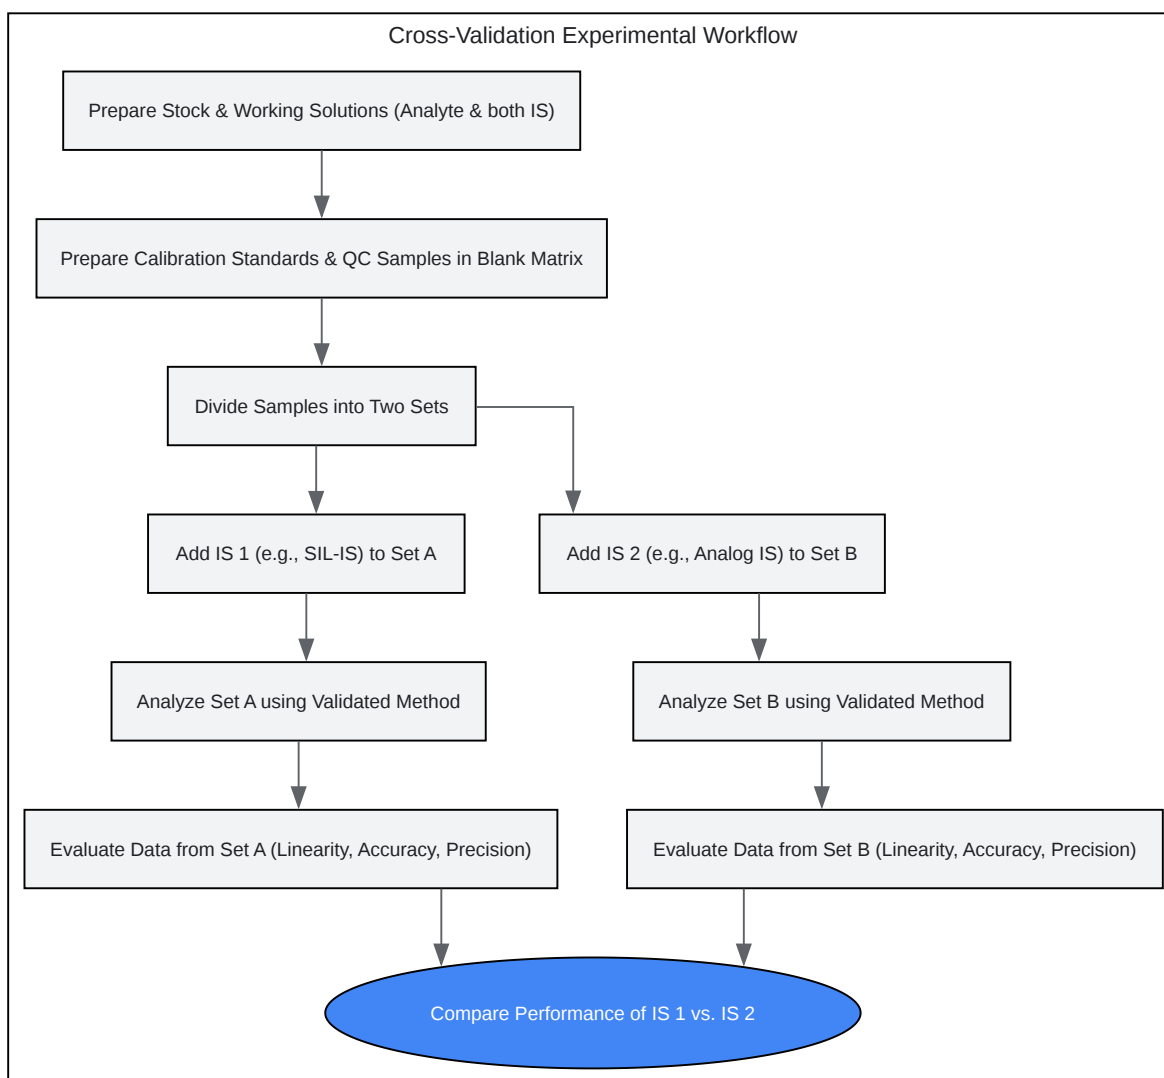 Cross-Validation Experimental Workflow
Prepare Stock & Working Solutions (Analyte & both IS)
Prepare Calibration Standards & QC Samples in Blank Matrix
Divide Samples into Two Sets
Add IS 1 (e.g., SIL-IS) to Set A
Add IS 2 (e.g., Analog IS) to Set B
Analyze Set A using Validated Method
Analyze Set B using Validated Method
Evaluate Data from Set A (Linearity, Accuracy, Precision)
Evaluate Data from Set B (Linearity, Accuracy, Precision)
Compare Performance of IS 1 vs. IS 2